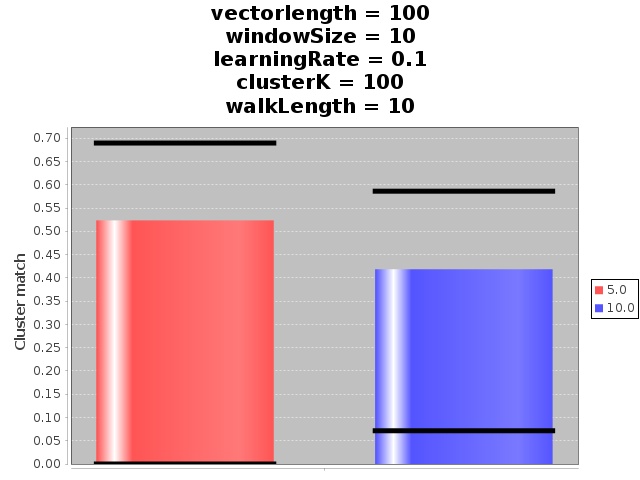 vectorlength = 100
windowSize = 10
learningRate = 0.1
clusterK = 100
walkLength = 10
0.70
0.65
0.60
0.55
0.50
0.45
0.40
0.35
0.30
0.25
0.20
0.15
0.10
0.05
0.00
Cluster match
5.0
10.0